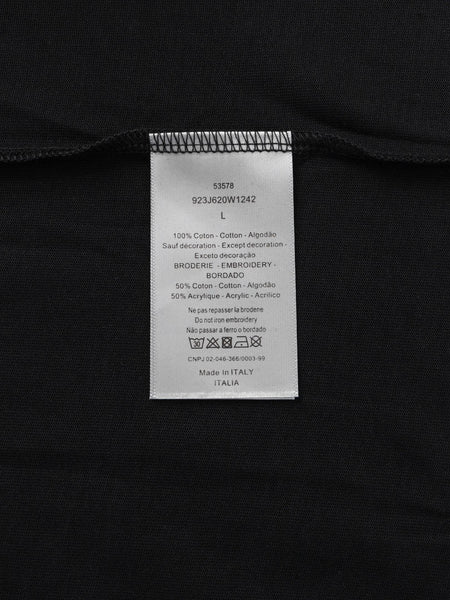 53578
923J620W1242
L
100% Coton - Cotton - Algodão
Sauf décoration - Except decoration -
Exceto decoração
BRODERIE - EMBROIDERY -
BORDADO
50% Coton - Cotton - Algodão
50% Acrylique - Acrylic - Acrílico
Ne pas repasser la broderie
Do not iron embroidery
Não passar a ferro o bordado
CNPJ 02-046-366/0003-99
Made in ITALY
ITALIA